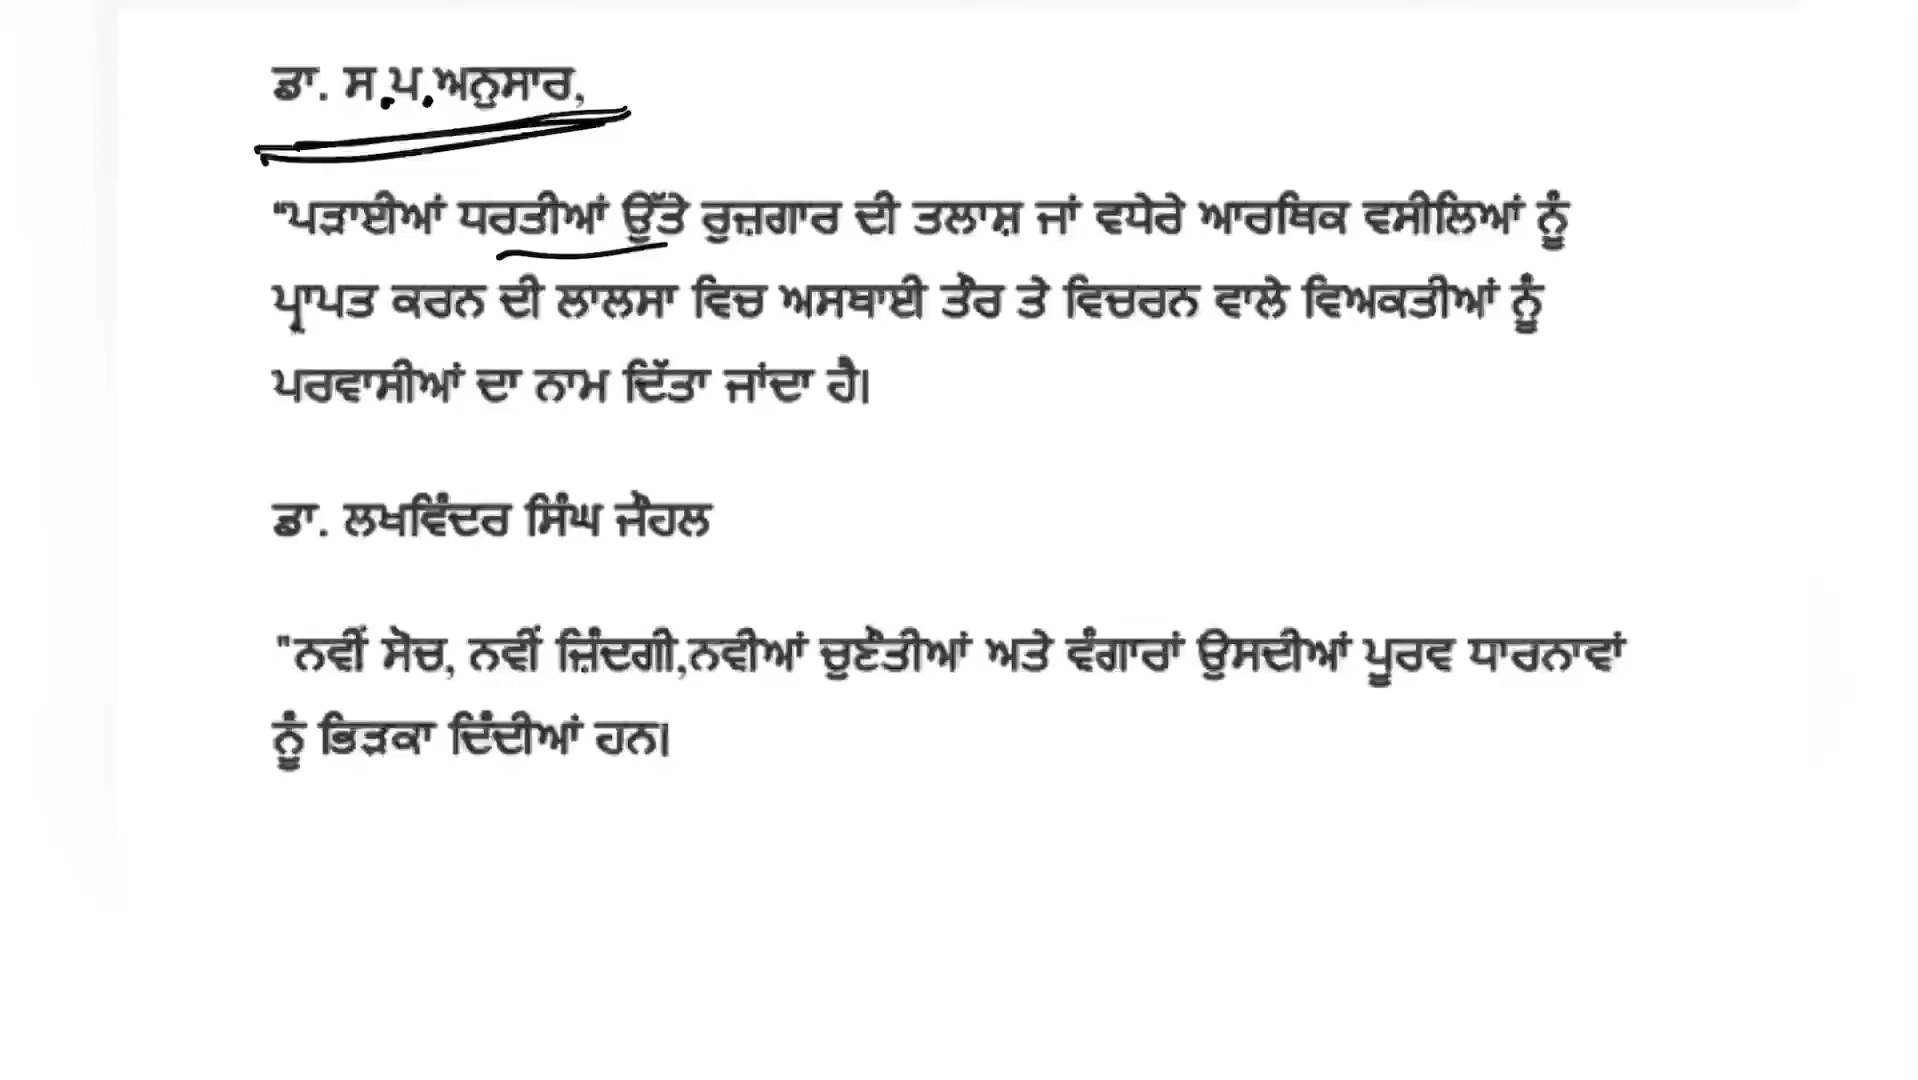 ਡਾ. ਸ.ਪ.ਅਨੁਸਾਰ,
“ਪੜਾਈਆਂ ਧਰਤੀਆਂ ਉੱਤੇ ਰੁਜ਼ਗਾਰ ਦੀ ਤਲਾਸ਼ ਜਾਂ ਵਧੇਰੇ ਆਰਥਿਕ ਵਸੀਲਿਆਂ ਨੂੰ
ਪ੍ਰਾਪਤ ਕਰਨ ਦੀ ਲਾਲਸਾ ਵਿਚ ਅਸਥਾਈ ਤੌਰ ਤੇ ਵਿਚਰਨ ਵਾਲੇ ਵਿਅਕਤੀਆਂ ਨੂੰ
ਪਰਵਾਸੀਆਂ ਦਾ ਨਾਮ ਦਿੱਤਾ ਜਾਂਦਾ ਹੈ।
ਡਾ. ਲਖਵਿੰਦਰ ਸਿੰਘ ਜੌਹਲ
"ਨਵੀਂ ਸੋਚ, ਨਵੀਂ ਜ਼ਿੰਦਗੀ,ਨਵੀਆਂ ਚੁਣੌਤੀਆਂ ਅਤੇ ਵੰਗਾਰਾਂ ਉਸਦੀਆਂ ਪੂਰਵ ਧਾਰਨਾਵਾਂ
ਨੂੰ ਭਿੜਕਾ ਦਿੰਦੀਆਂ ਹਨ।